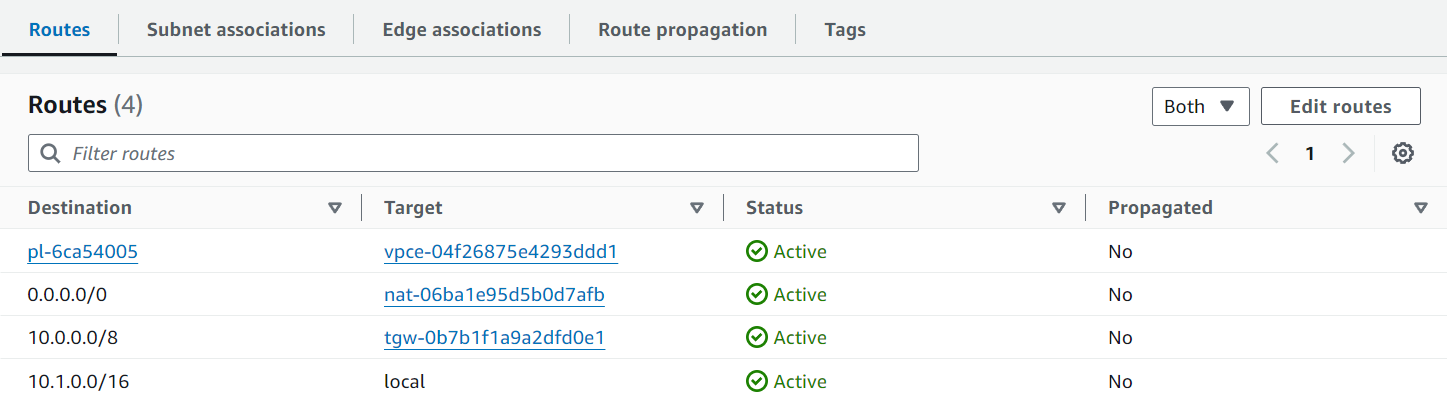 Routes Subnet associations Edge associations Route propagation Tags
Routes (4) Both Edit routes
Filter routes 1
Destination Target Status Propagated
pl-6ca54005 vpce-04f26875e4293ddd1 Active No
0.0.0.0/0 nat-06ba1e95d5b0d7afb Active No
10.0.0.0/8 tgw-0b7b1f1a9a2dfd0e1 Active No
10.1.0.0/16 local Active No